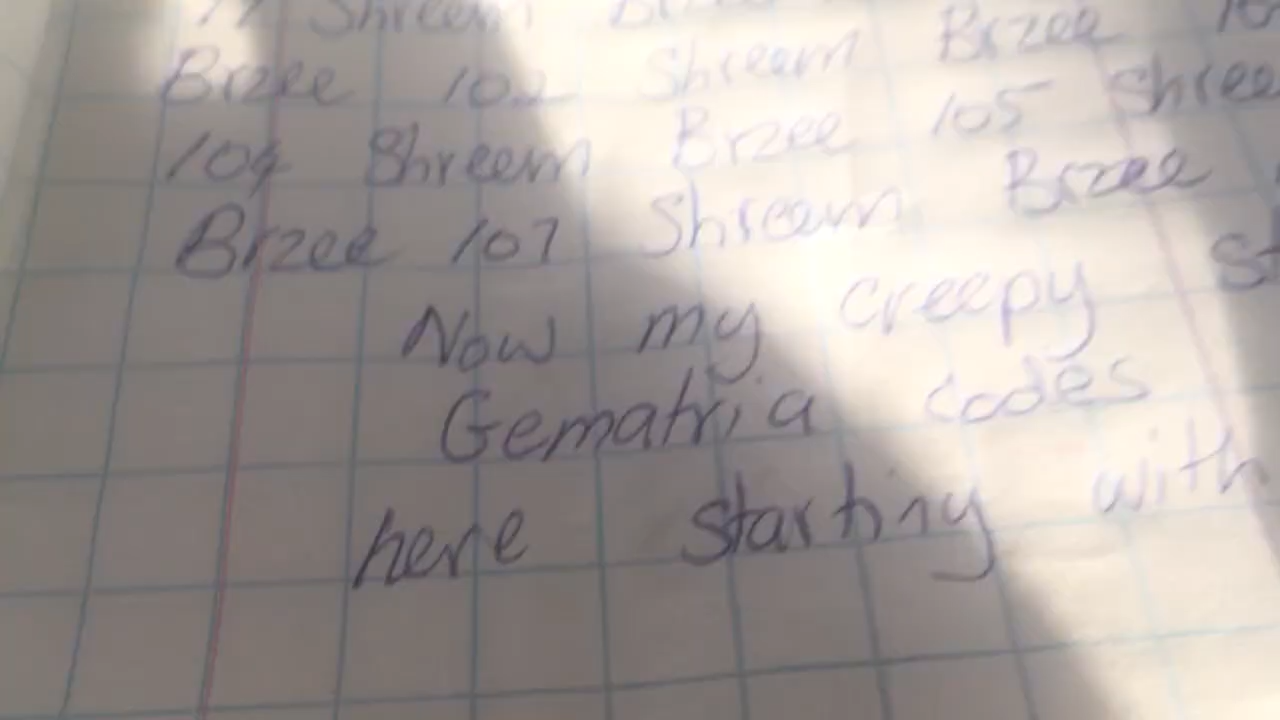 Shreem
Brzee 102 Shreem Brzee
104 Shreem Brzee 105 Shree
Brzee 107 Shreem Brzee
Now my creepy St
Gematria codes
here starting with